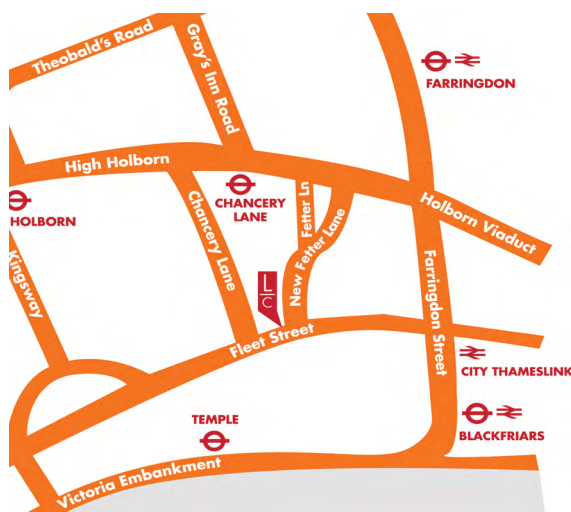 Theobald's Road
Gray's Inn Road
FARRINGDON
High Holborn
HOLBORN
Chancery Lane
CHANCERY
LANE
Fetter Ln
New Fetter Lane
Holborn Viaduct
Kingsway
L
C
Fleet Street
Farringdon Street
CITY THAMESLINK
TEMPLE
BLACKFRIARS
Victoria Embankment